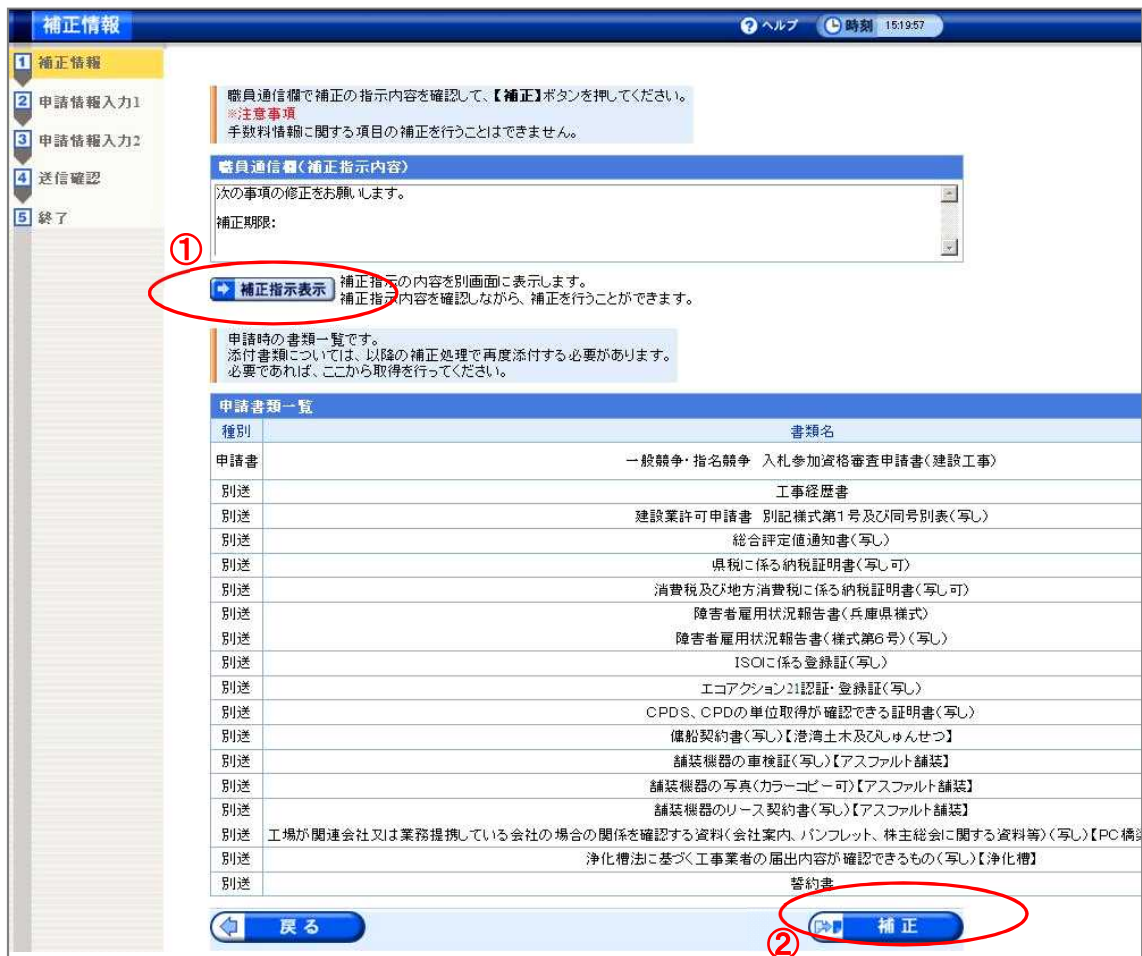 補正情報
ヘルプ 時刻 15:19:57
1 補正情報
2 申請情報入力1
3 申請情報入力2
4 送信確認
5 終了
職員通信欄で補正の指示内容を確認して、【補正】ボタンを押してください。
※注意事項
手数料情報に関する項目の補正を行うことはできません。
職員通信欄(補正指示内容)
次の事項の修正をお願いします。
補正期限:
①
補正指示表示
補正指示の内容を別画面に表示します。
補正指示内容を確認しながら、補正を行うことができます。
申請時の書類一覧です。
添付書類については、以降の補正処理で再度添付する必要があります。
必要であれば、ここから取得を行ってください。
申請書類一覧
種別 書類名
申請書 一般競争・指名競争 入札参加資格審査申請書(建設工事)
別送 工事経歴書
別送 建設業許可申請書 別記様式第1号及び同号別表(写し)
別送 総合評定値通知書(写し)
別送 県税に係る納税証明書(写し可)
別送 消費税及び地方消費税に係る納税証明書(写し可)
別送 障害者雇用状況報告書(兵庫県様式)
別送 障害者雇用状況報告書(様式第6号)(写し)
別送 ISOに係る登録証(写し)
別送 エコアクション21認証・登録証(写し)
別送 CPDS、CPDの単位取得が確認できる証明書(写し)
別送 傭船契約書(写し)【港湾土木及びしゅんせつ】
別送 舗装機器の車検証(写し)【アスファルト舗装】
別送 舗装機器の写真(カラーコピー可)【アスファルト舗装】
別送 舗装機器のリース契約書(写し)【アスファルト舗装】
別送 工場が関連会社又は業務提携している会社の場合の関係を確認する資料(会社案内、パンフレット、株主総会に関する資料等)(写し)【PC橋梁
別送 浄化槽法に基づく工事業者の届出内容が確認できるもの(写し)【浄化槽】
別送 誓約書
戻る
補正
②